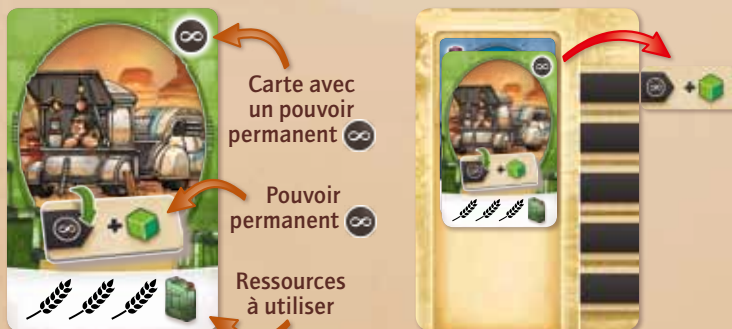 Carte avec
un pouvoir
permanent ∞
Pouvoir
permanent ∞
Ressources
à utiliser